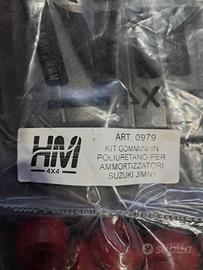 ART. 0979
HM
4X4
KIT GOMMINI IN
POLIURETANO PER
AMMORTIZZATORI
SUZUKI JIMNY
subito